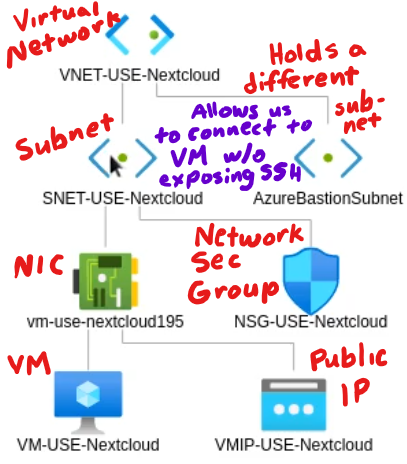 Virtual
Network
VNET-USE-Nextcloud
Holds a
different
sub-
net
Subnet
Allows us
to connect to
VM w/o
exposing SSH
SNET-USE-Nextcloud
AzureBastionSubnet
NIC
Network
Sec
Group
vm-use-nextcloud195
NSG-USE-Nextcloud
VM
Public
IP
VM-USE-Nextcloud
VMIP-USE-Nextcloud